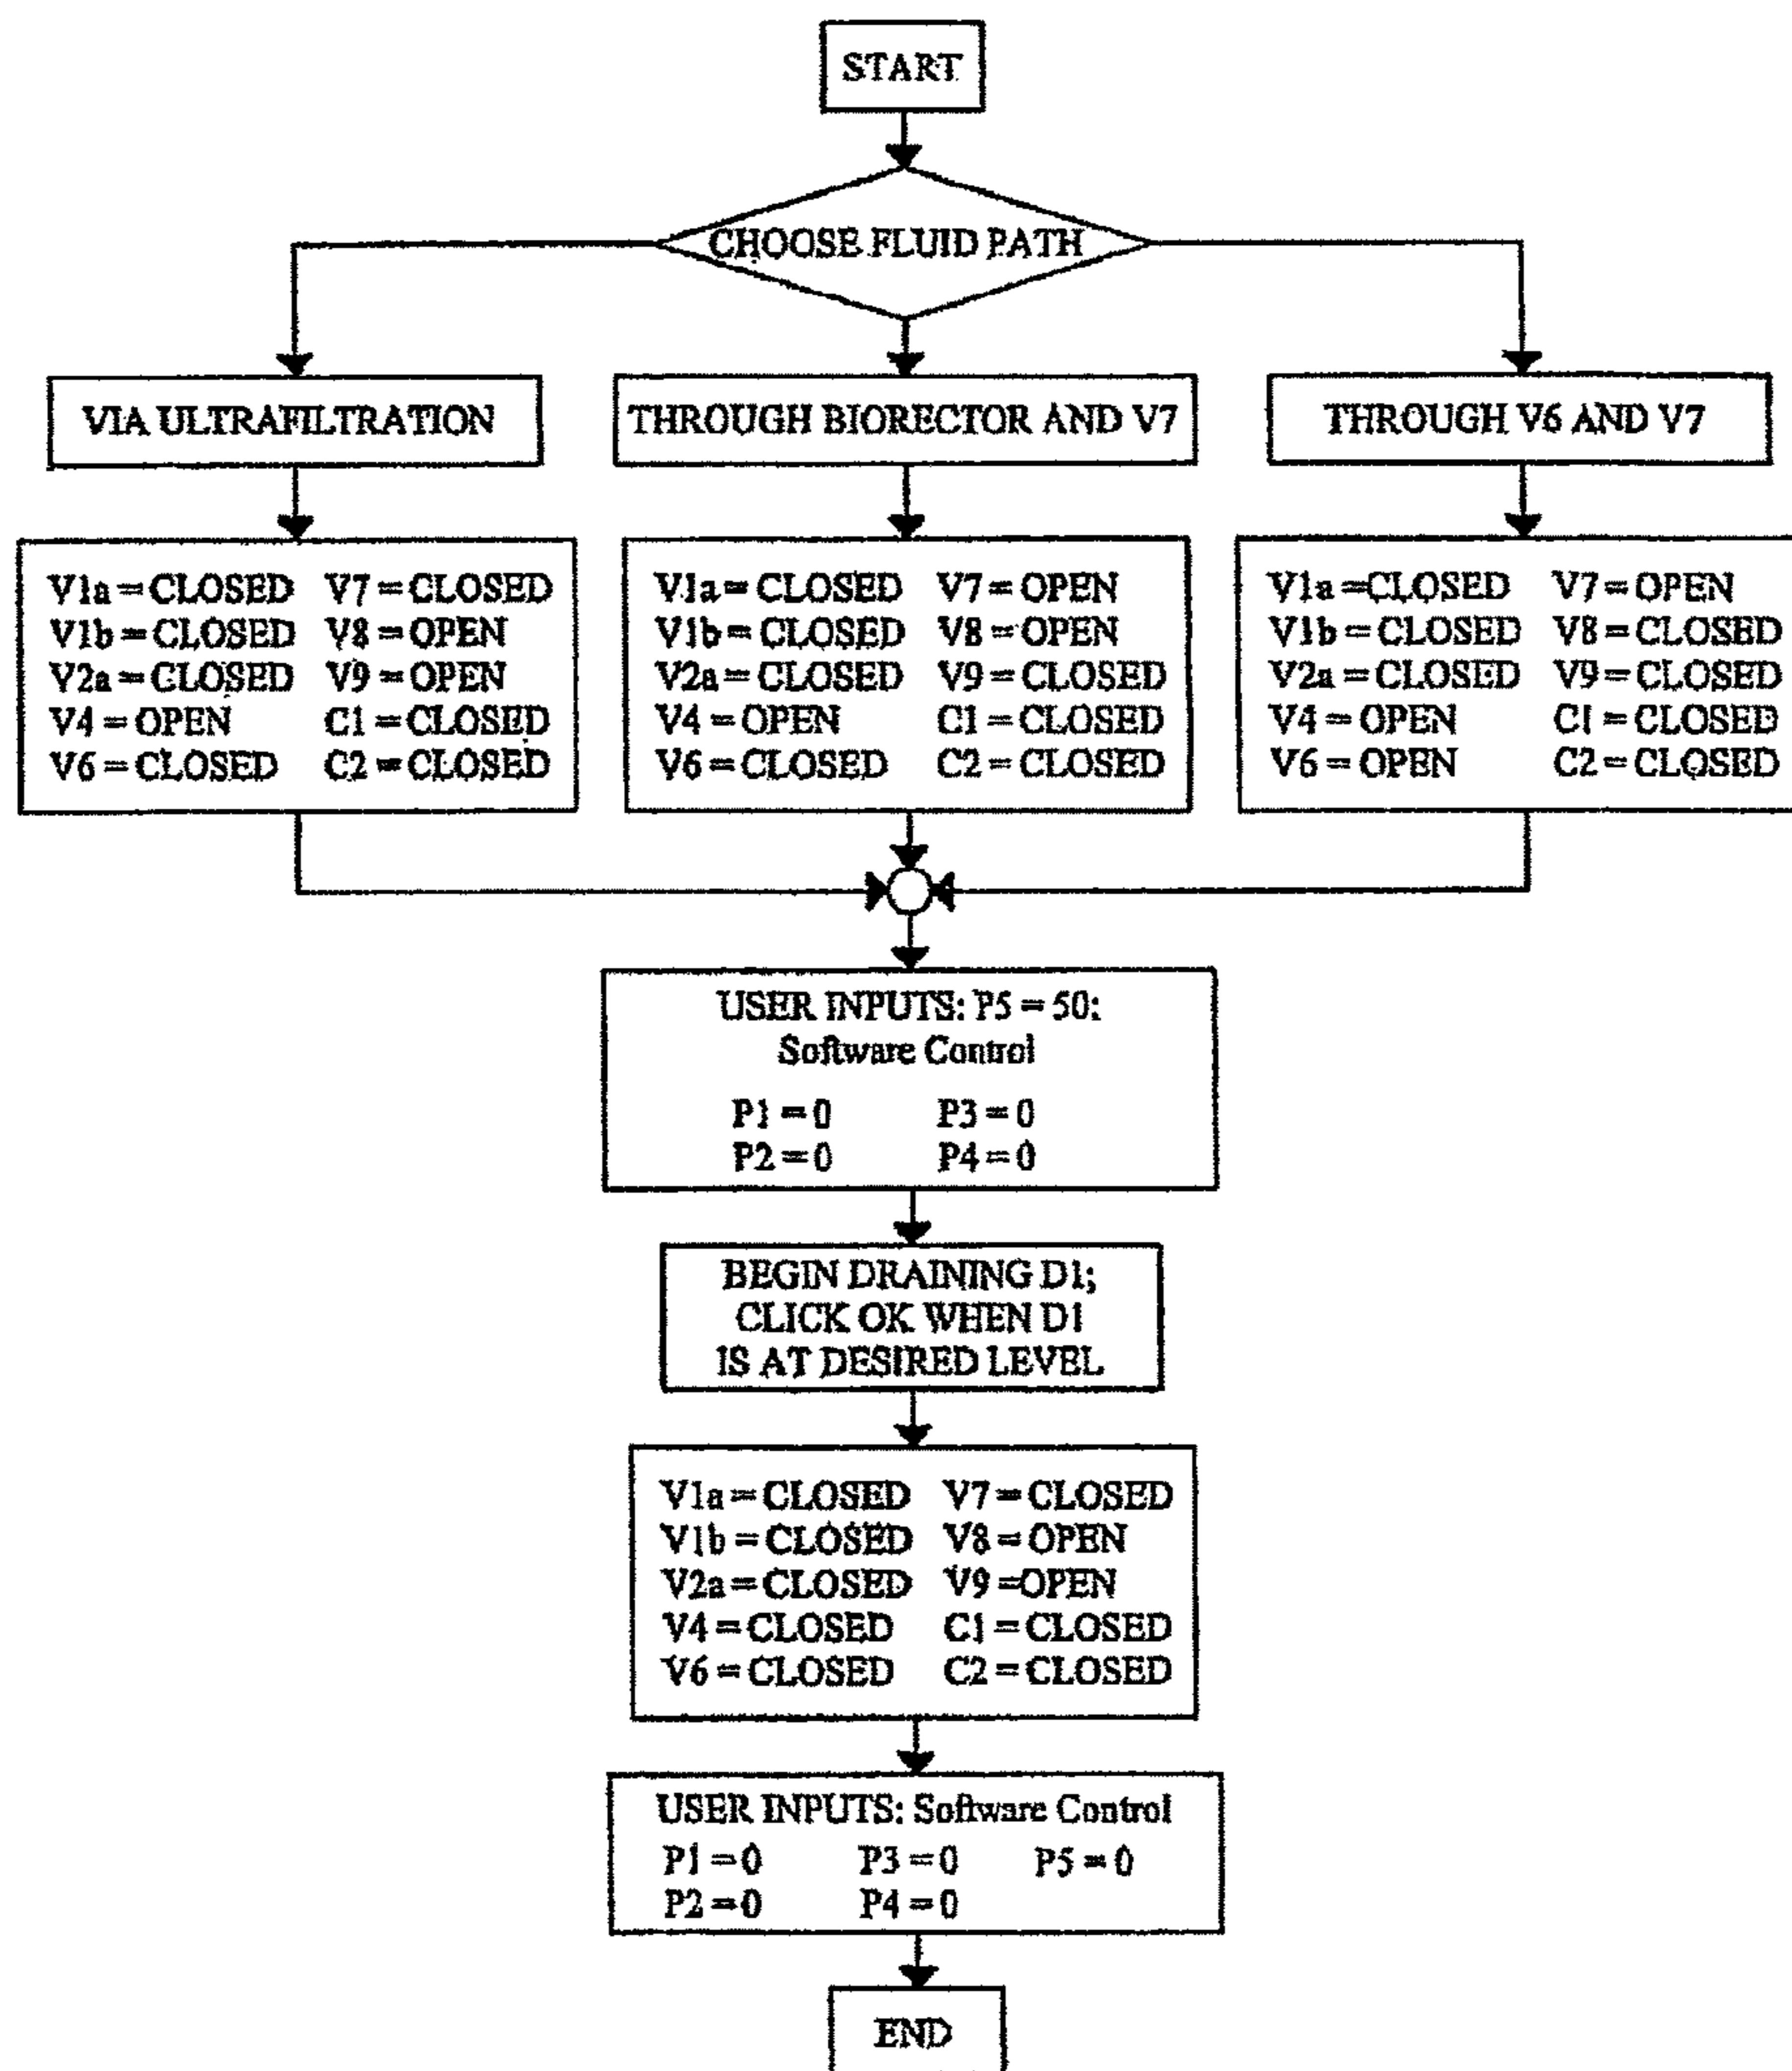 START
CHOOSE FLUID PATH
VIA ULTRAFILTRATION
THROUGH BIORECTOR AND V7
THROUGH V6 AND V7
V1a = CLOSED V7 = CLOSED
V1b = CLOSED V8 = OPEN
V2a = CLOSED V9 = OPEN
V4 = OPEN C1 = CLOSED
V6 = CLOSED C2 = CLOSED
V1a = CLOSED V7 = OPEN
V1b = CLOSED V8 = OPEN
V2a = CLOSED V9 = CLOSED
V4 = OPEN C1 = CLOSED
V6 = CLOSED C2 = CLOSED
V1a =CLOSED V7 = OPEN
V1b = CLOSED V8 = CLOSED
V2a = CLOSED V9 = CLOSED
V4 = OPEN C1 = CLOSED
V6 = OPEN C2 = CLOSED
USER INPUTS: P5 = 50;
Software Control
P1 = 0 P3 = 0
P2 = 0 P4 = 0
BEGIN DRAINING D1;
CLICK OK WHEN D1
IS AT DESIRED LEVEL
V1a = CLOSED V7 = CLOSED
V1b = CLOSED V8 = OPEN
V2a = CLOSED V9 =OPEN
V4 = CLOSED C1 = CLOSED
V6 = CLOSED C2 = CLOSED
USER INPUTS: Software Control
P1 = 0 P3 = 0 P5 = 0
P2 = 0 P4 = 0
END